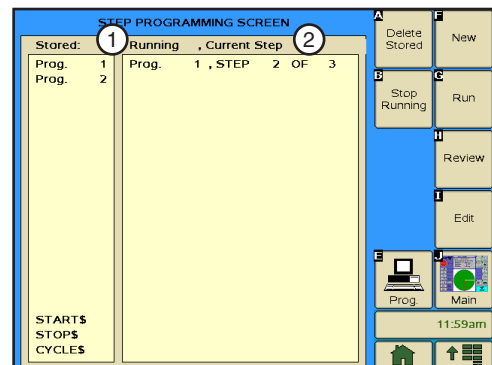 STEP PROGRAMMING SCREEN
Stored: 1 Running , Current Step 2
Prog. 1
Prog. 2
Prog. 1 , STEP 2 OF 3
START$
STOP$
CYCLE$
A Delete Stored
F New
B Stop Running
G Run
H Review
I Edit
E Prog.
J Main
11:59am